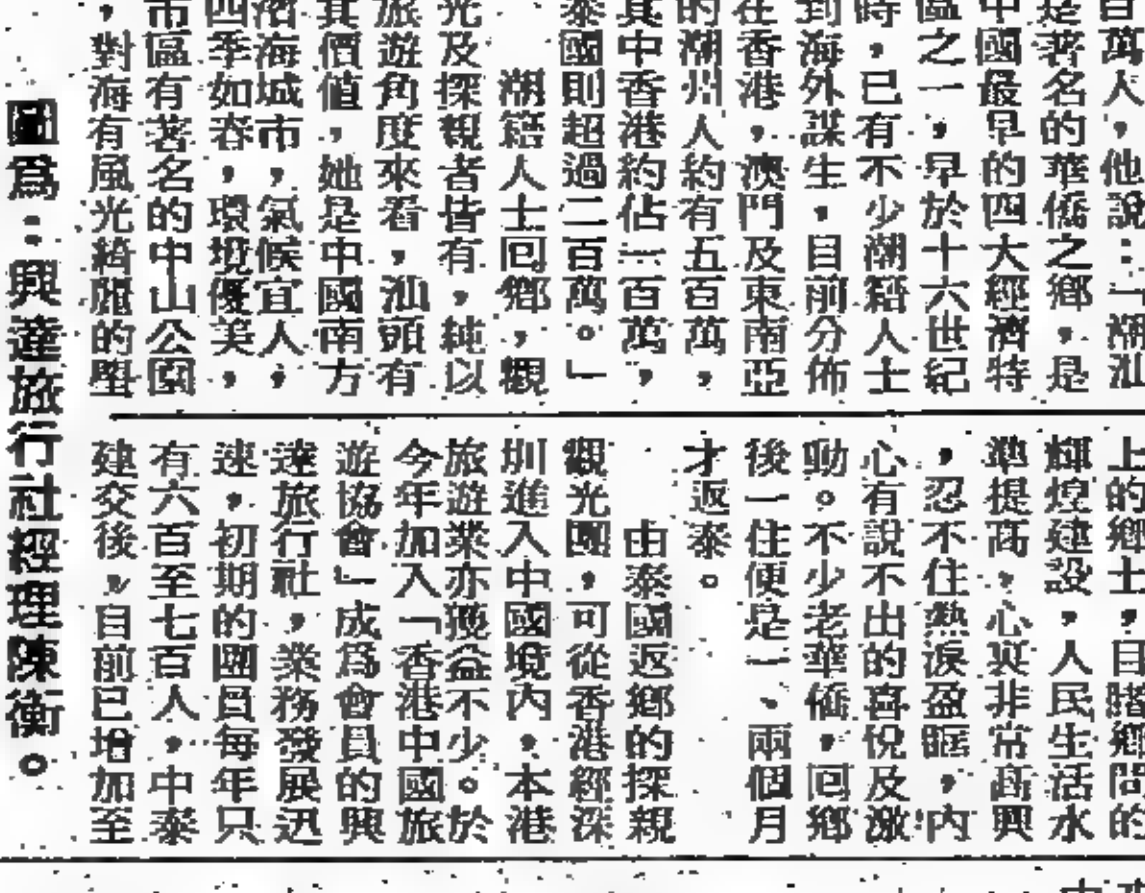 百萬人，他說：「潮汕
是著名的華僑之鄉，是
中國最早的四大經濟特
區之一，早於十六世紀
時，已有不少潮籍人士
到海外謀生，目前分佈
在香港，澳門及東南亞
的潮州人約有五百萬，
其中香港約佔一百萬，
泰國則超過二百萬。」
潮籍人士回鄉，觀
光及探親者皆有，純以
旅遊角度來看，汕頭有
其價值，她是中國南方
濱海城市，氣候宜人，
四季如春，環境優美，
市區有著名的中山公園
，對海有風光綺麗的
上的鄉士，目睹鄉間的
輝煌建設，人民生活水
準提高，心裏非常高興
，忍不住熱淚盈眶，內
心有說不出的喜悅及激
動。不少老華僑，回鄉
後一住便是一、兩個月
才返泰。
由泰國返鄉的探親
觀光團，可從香港經深
圳進入中國境內，本港
旅遊業亦獲益不少。於
今年加入「香港中國旅
遊協會」成爲會員的興
達旅行社，業務發展迅
速，初期的團員每年只
有六百至七百人，中泰
建交後，目前已增加至
圖爲：興達旅行社經理陳衡。